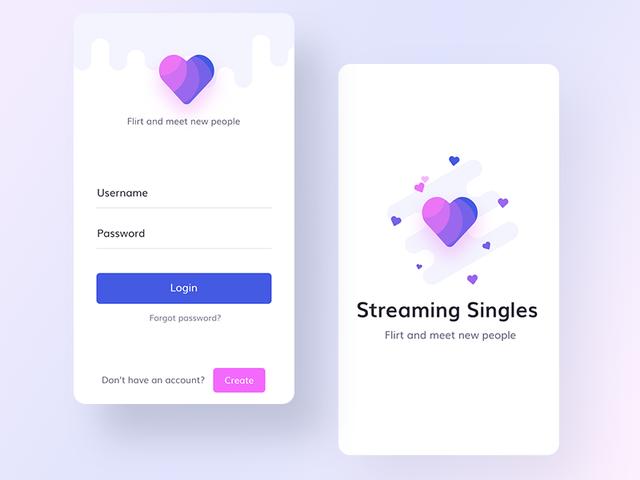 Flirt and meet new people
Username
Password
Login
Forgot password?
Don't have an account? Create
Streaming Singles
Flirt and meet new people